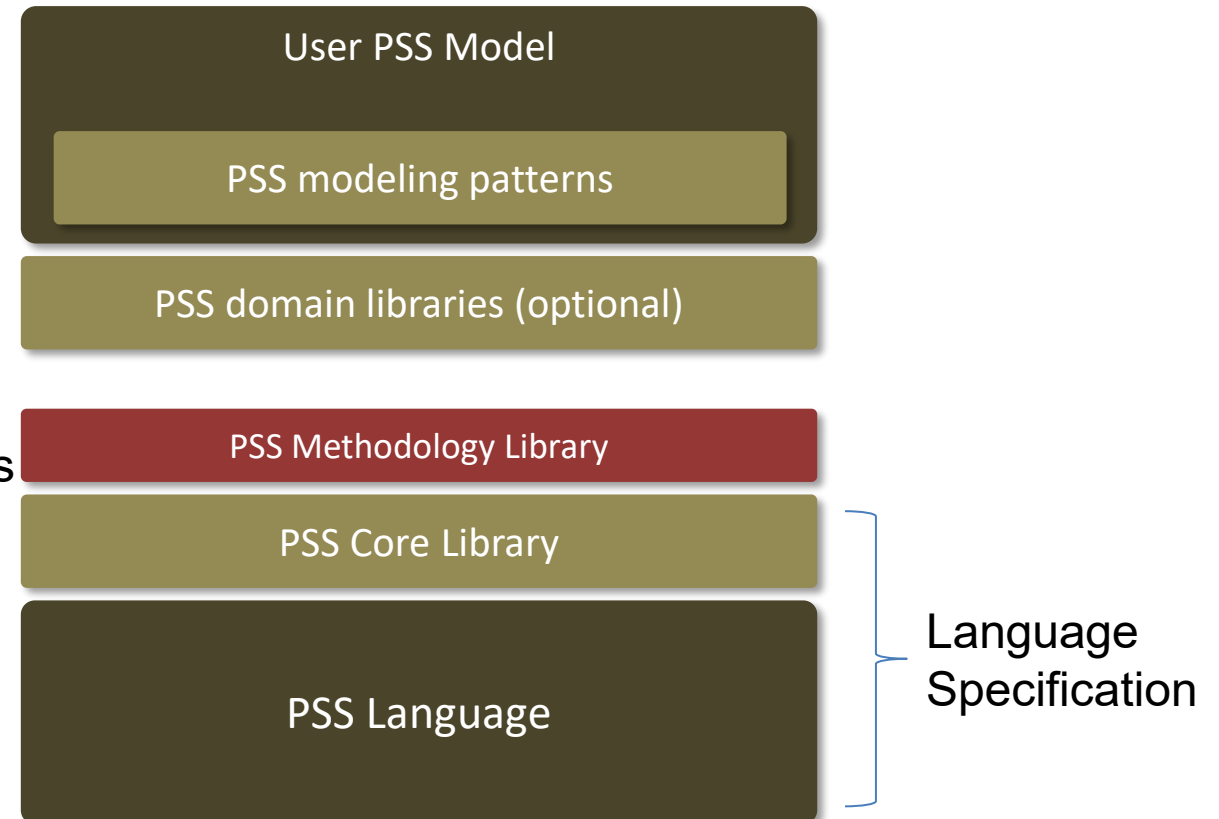 User PSS Model
PSS modeling patterns
PSS domain libraries (optional)
PSS Methodology Library
s
PSS Core Library
Language
Specification
PSS Language